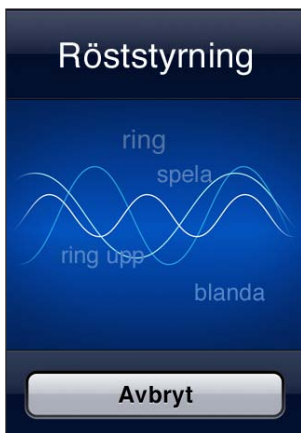 Röststyrning
ring
spela
ring upp
blanda
Avbryt